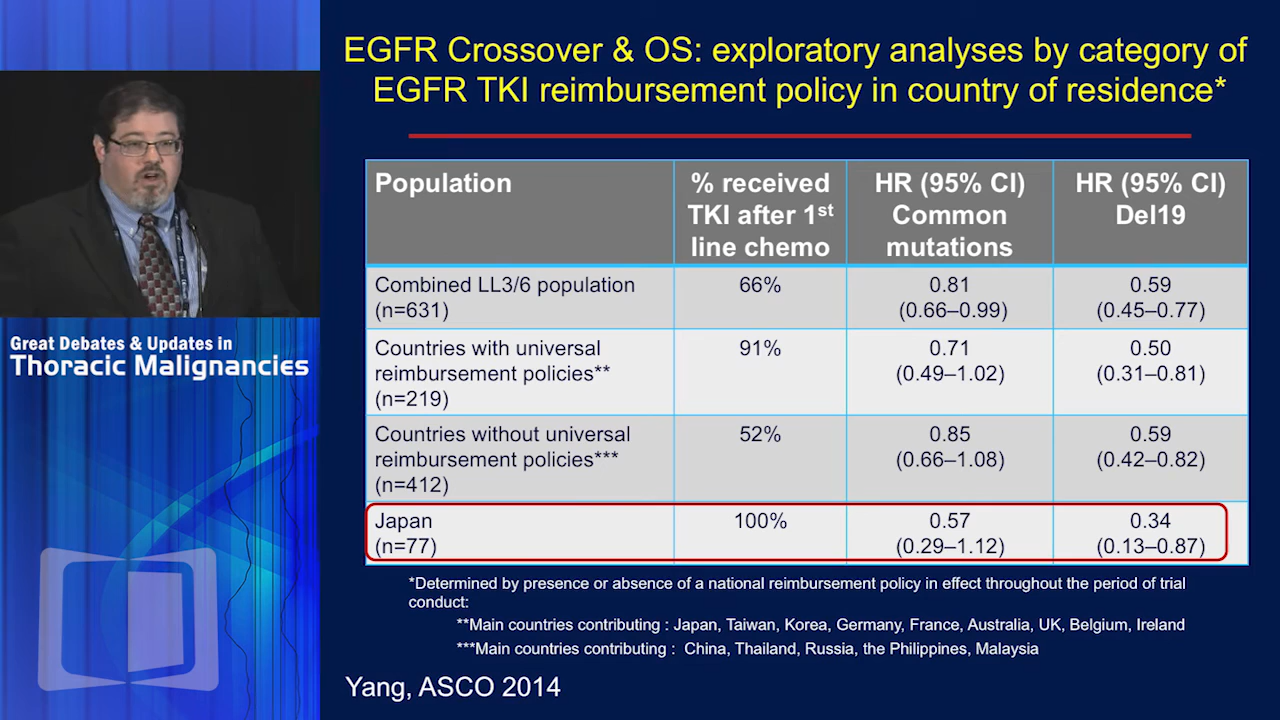 EGFR Crossover & OS: exploratory analyses by category of
EGFR TKI reimbursement policy in country of residence*
Population
% received
TKI after 1st
line chemo
HR (95% CI)
Common
mutations
HR (95% CI)
Del19
Combined LL3/6 population
(n=631)
66%
0.81
(0.66–0.99)
0.59
(0.45–0.77)
Countries with universal
reimbursement policies**
(n=219)
91%
0.71
(0.49–1.02)
0.50
(0.31–0.81)
Countries without universal
reimbursement policies***
(n=412)
52%
0.85
(0.66–1.08)
0.59
(0.42–0.82)
Japan
(n=77)
100%
0.57
(0.29–1.12)
0.34
(0.13–0.87)
*Determined by presence or absence of a national reimbursement policy in effect throughout the period of trial
conduct:
**Main countries contributing : Japan, Taiwan, Korea, Germany, France, Australia, UK, Belgium, Ireland
***Main countries contributing : China, Thailand, Russia, the Philippines, Malaysia
Yang, ASCO 2014
Great Debates & Updates in
Thoracic Malignancies